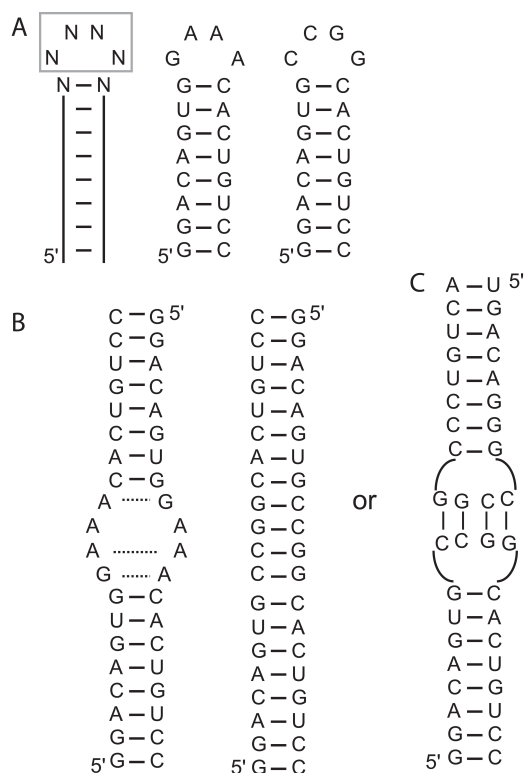 A
N N
N N
N – N
5'
A A
G A
G – C
U – A
G – C
A – U
C – G
A – U
G – C
5'G – C
C G
C G
G – C
U – A
G – C
A – U
C – G
A – U
G – C
5'G – C
B
C – G 5'
C – G
U – A
G – C
U – A
C – G
A – U
C – G
A G
A A
A A
G A
G – C
U – A
G – C
A – U
C – G
A – U
G – C
5'G – C
C – G 5'
C – G
U – A
G – C
U – A
C – G
A – U
C – G
G – C
G – C
C – G
C – G
G – C
U – A
G – C
A – U
C – G
A – U
G – C
5'G – C
or
C
A – U 5'
C – G
U – A
G – C
U – A
C – G
C – G
C – G
G G C C
C C G G
G – C
U – A
G – C
A – U
C – G
A – U
G – C
5'G – C